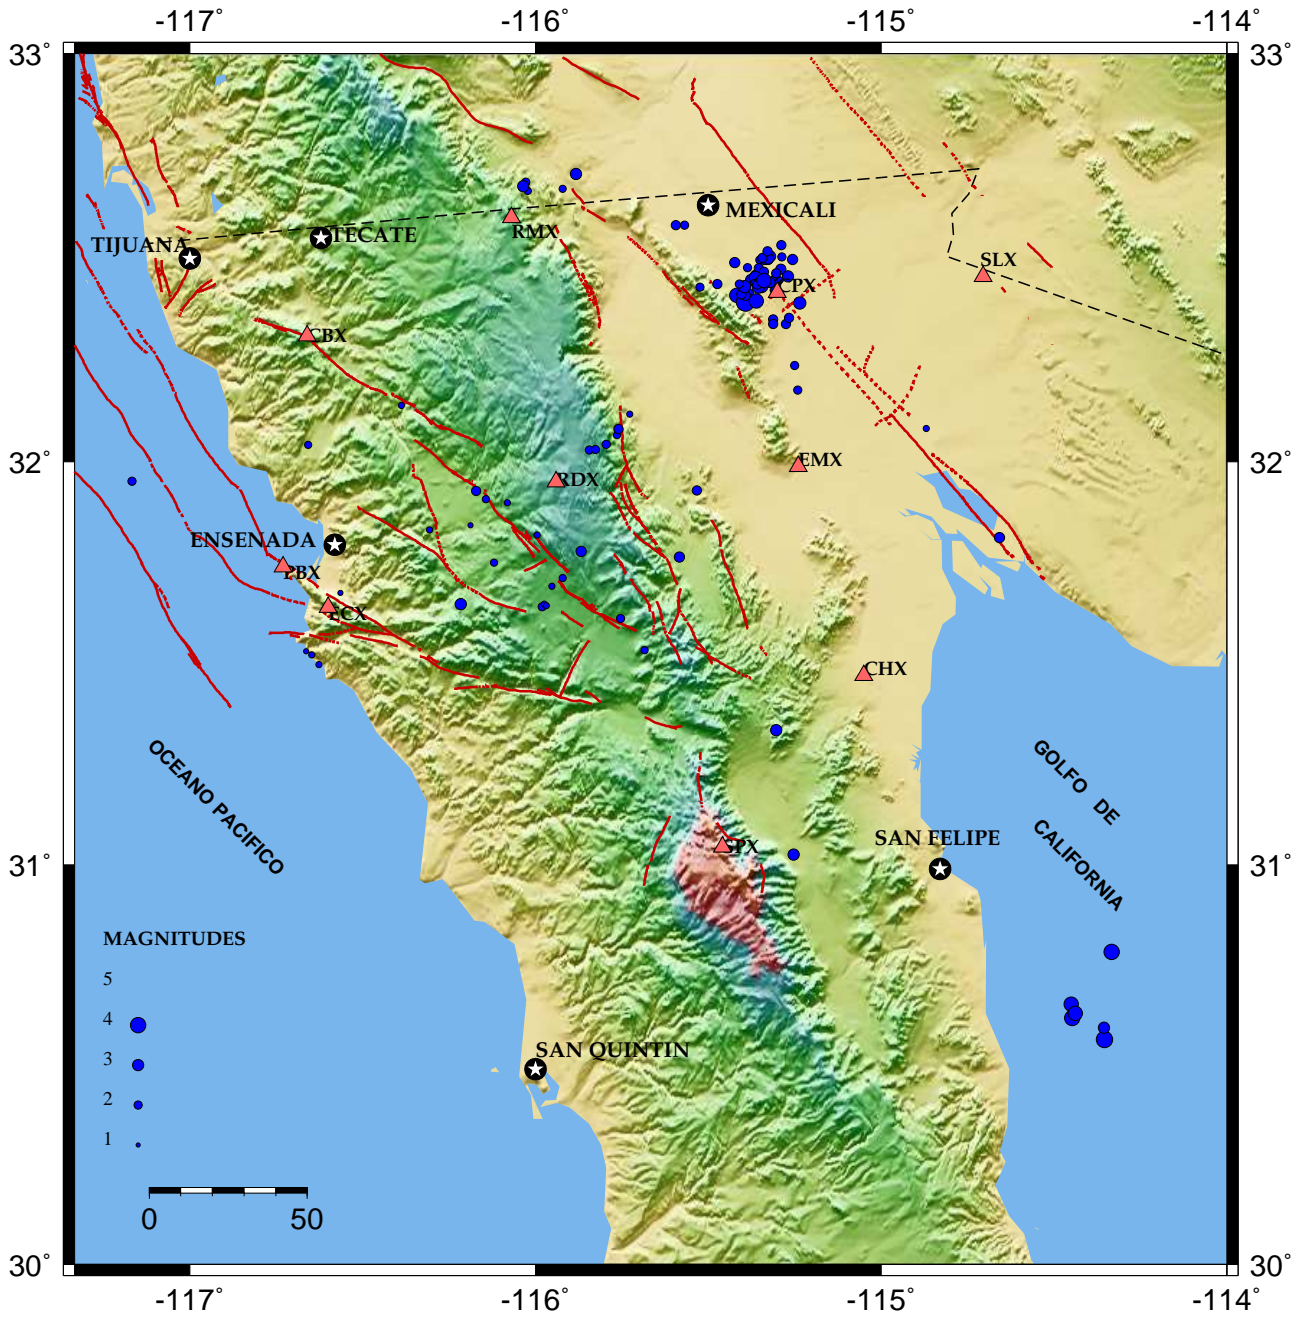 -117° -116° -115° -114°
33° 33°
MEXICALI
RMX
TECATE
TIJUANA
SLX
CPX
CBX
32° 32°
EMX
RDX
ENSENADA
PBX
ECX
CHX
OCEANO PACIFICO
GOLFO DE
CALIFORNIA
SAN FELIPE
SPX
31° 31°
MAGNITUDES
5
4
3
2
1
SAN QUINTIN
0 50
30° 30°
-117° -116° -115° -114°